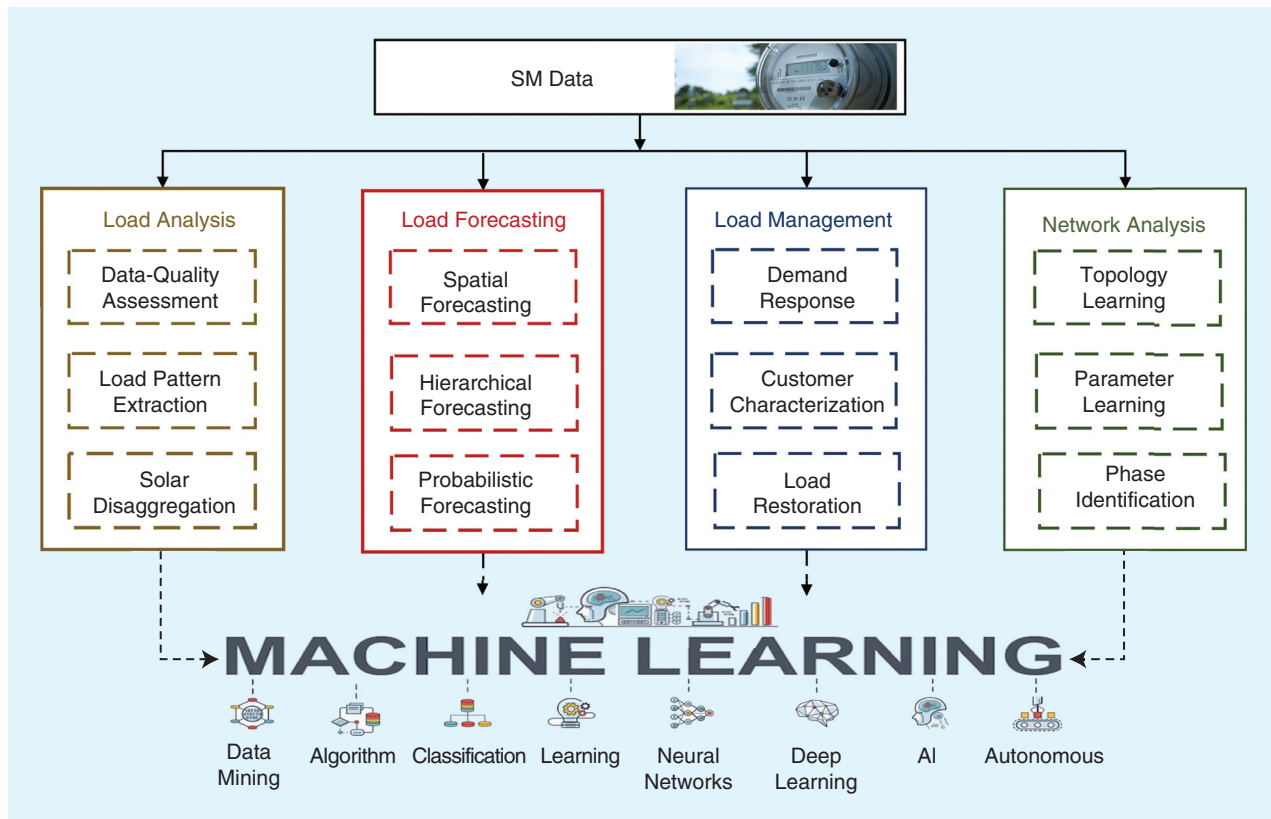 SM Data
Load Analysis
Data-Quality
Assessment
Load Pattern
Extraction
Solar
Disaggregation
Load Forecasting
Spatial
Forecasting
Hierarchical
Forecasting
Probabilistic
Forecasting
Load Management
Demand
Response
Customer
Characterization
Load
Restoration
Network Analysis
Topology
Learning
Parameter
Learning
Phase
Identification
MACHINE LEARNING
Data
Mining
Algorithm
Classification
Learning
Neural
Networks
Deep
Learning
AI
Autonomous